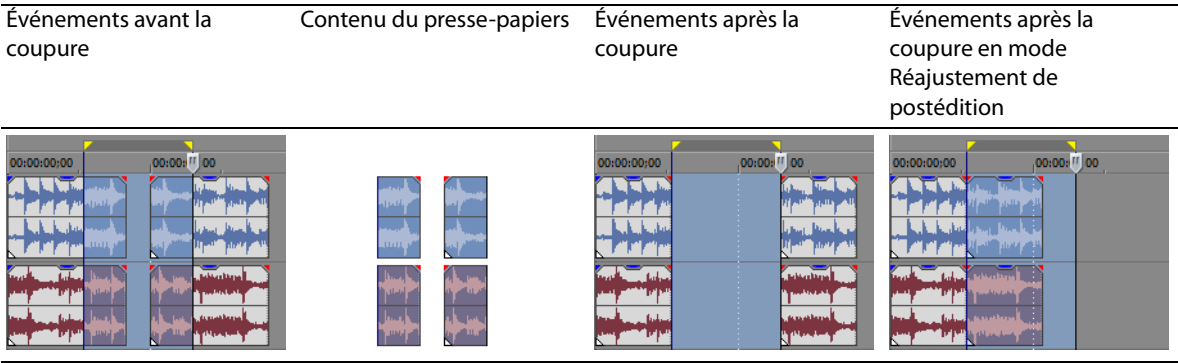 Événements avant la
coupure
Contenu du presse-papiers
Événements après la
coupure
Événements après la
coupure en mode
Réajustement de
postédition
00:00:00;00
00:00:
00
00:00:00;00
00:00:
00
00:00:00;00
00:00:
00